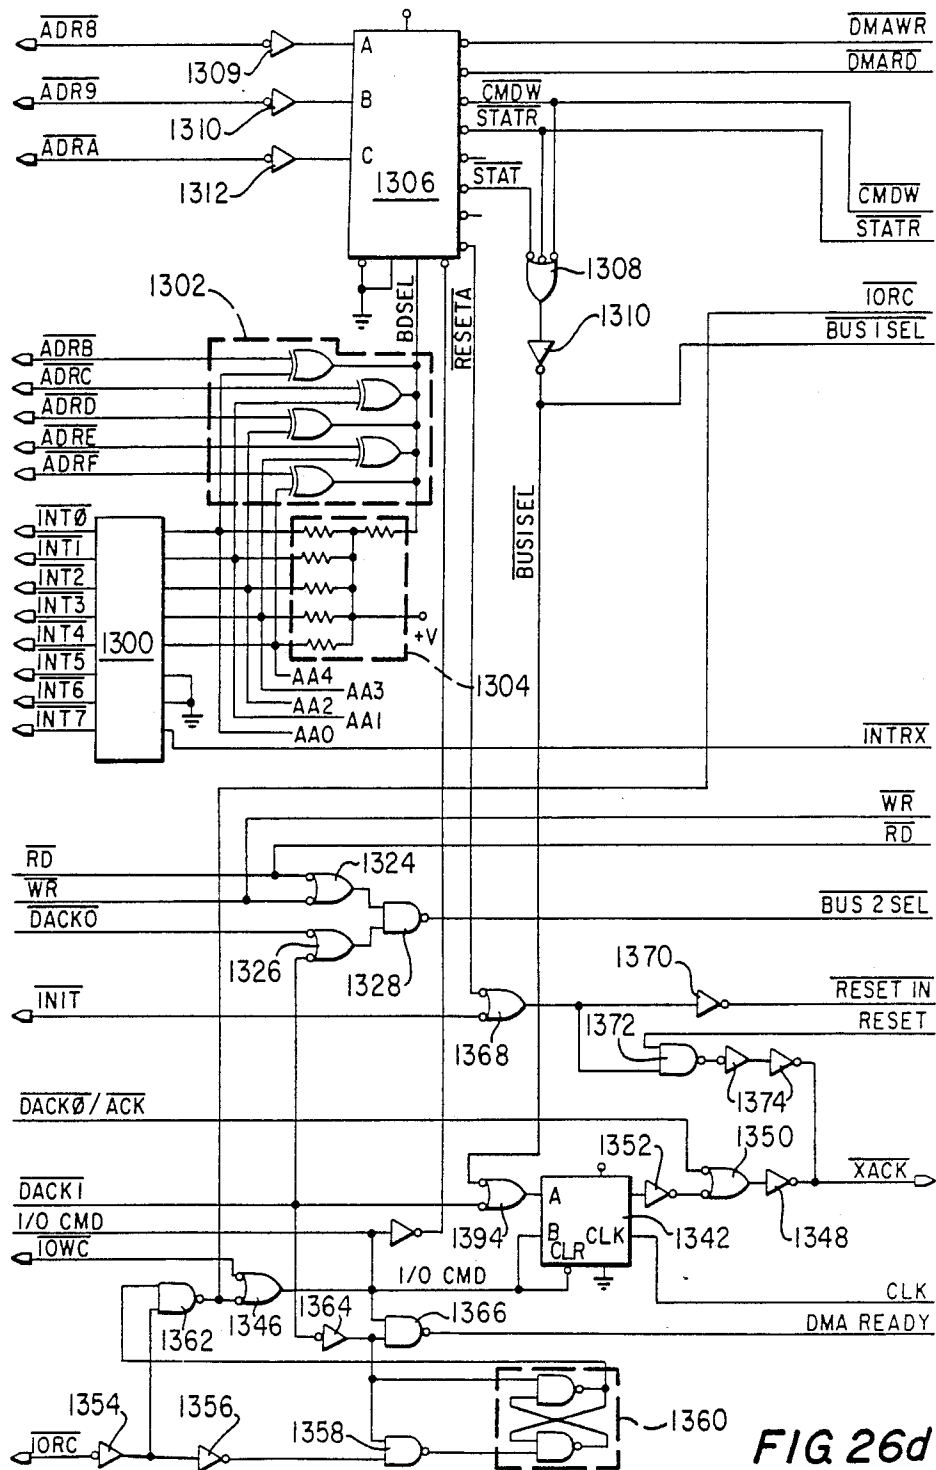 ADR8
1309
A
DMAWR
DMARD
ADR9
1310
B
CMDW
STATR
ADRA
1312
C
1306
STAT
CMDW
STATR
1302
BDSEL
RESETA
1308
1310
IORC
BUS1SEL
ADRB
ADRC
ADRD
ADRE
ADRF
INTØ
INT1
INT2
INT3
INT4
INT5
INT6
INT7
1300
+V
1304
BUS1SEL
AA4
AA3
AA2
AA1
AA0
INTRX
WR
RD
RD
1324
WR
DACK0
BUS 2SEL
1326
1328
INIT
1368
1370
RESET IN
1372
RESET
1374
DACKØ/ACK
1352
1350
XACK
DACK1
1394
A
B
CLR
CLK
1342
1348
I/O CMD
IOWC
I/O CMD
CLK
1362
1346
1364
1366
DMA READY
1354
1356
1358
1360
IORC
FIG. 26d